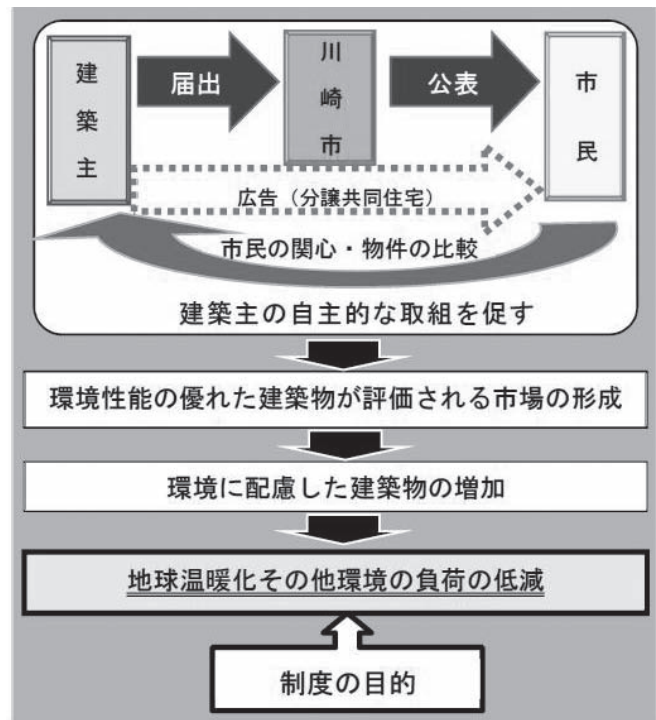 建築主
届出
川崎市
公表
市民
広告（分譲共同住宅）
市民の関心・物件の比較
建築主の自主的な取組を促す
環境性能の優れた建築物が評価される市場の形成
環境に配慮した建築物の増加
地球温暖化その他環境の負荷の低減
制度の目的